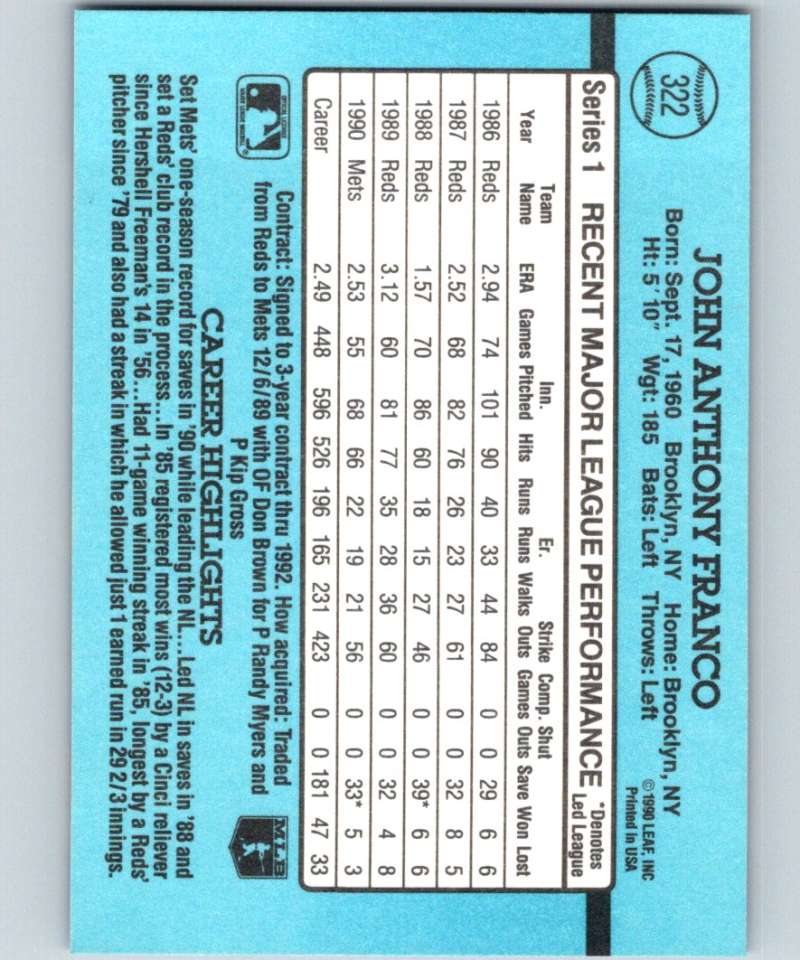 322
JOHN ANTHONY FRANCO
Born: Sept. 17, 1960 Brooklyn, NY Home: Brooklyn, NY
Ht: 5' 10" Wgt: 185 Bats: Left Throws: Left
©1990 LEAF, INC
Printed in USA
Series 1 RECENT MAJOR LEAGUE PERFORMANCE
*Denotes
Led League
Team Inn. Er. Strike Comp. Shut
Year Name ERA Games Pitched Hits Runs Runs Walks Outs Games Outs Save Won Lost
1986 Reds 2.94 74 101 90 40 33 44 84 0 0 29 6 6
1987 Reds 2.52 68 82 76 26 23 27 61 0 0 32 8 5
1988 Reds 1.57 70 86 60 18 15 27 46 0 0 39* 6 6
1989 Reds 3.12 60 81 77 35 28 36 60 0 0 32 4 8
1990 Mets 2.53 55 68 66 22 19 21 56 0 0 33* 5 3
Career 2.49 448 596 526 196 165 231 423 0 0 181 47 33
OFFICIAL LICENSEE
MAJOR LEAGUE BASEBALL
®
Contract: Signed to 3-year contract thru 1992. How acquired: Traded
from Reds to Mets 12/6/89 with OF Don Brown for P Randy Myers and
P Kip Gross
MLB
CAREER HIGHLIGHTS
Set Mets' one-season record for saves in '90 while leading the NL...Led NL in saves in '88 and
set a Reds' club record in the process...In '85 registered most wins (12-3) by a Cinci reliever
since Hershell Freeman's 14 in '56...Had 11-game winning streak in '85, longest by a Reds'
pitcher since '79 and also had a streak in which he allowed just 1 earned run in 29 2/3 innings.